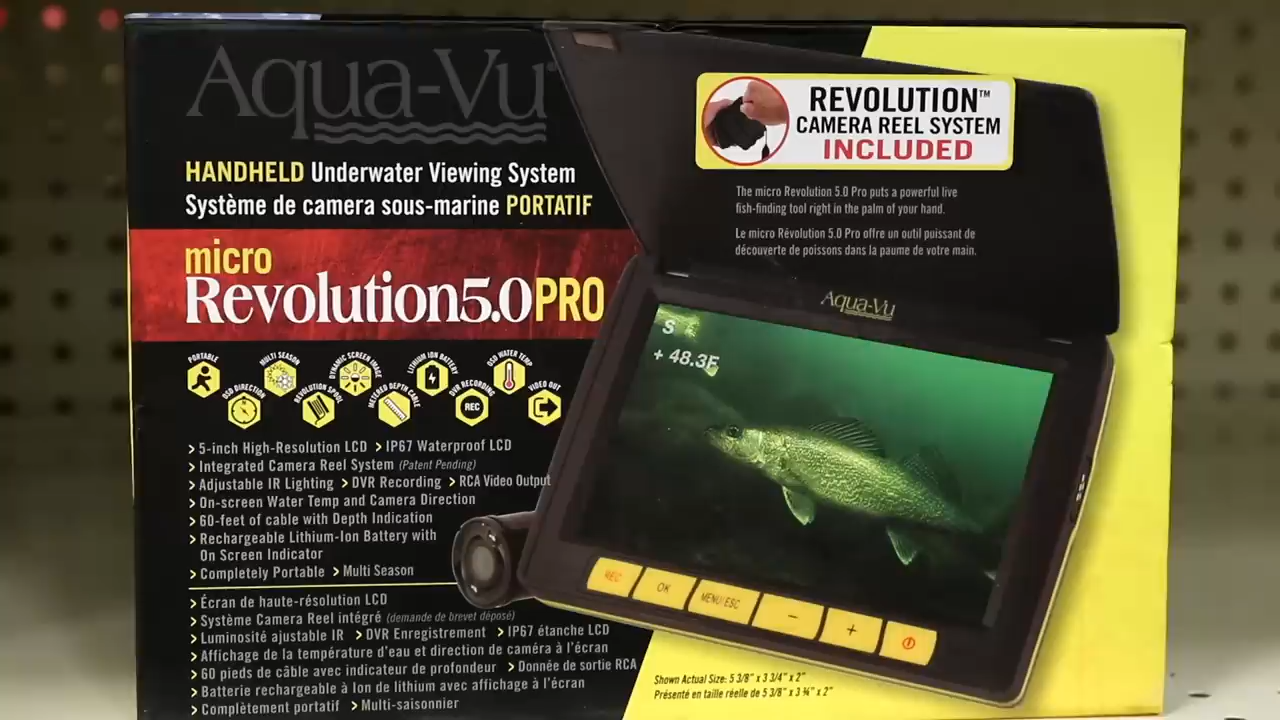 Aqua-Vu
HANDHELD Underwater Viewing System
Système de camera sous-marine PORTATIF
micro
Revolution5.0PRO
PORTABLE
MULTI SEASON
DYNAMIC SCREEN IMAGE
LITHIUM ION BATTERY
OSD WATER TEMP
OSD DIRECTION
REVOLUTION SPOOL
METERED DEPTH CABLE
DVR RECORDING
REC
VIDEO OUT
> 5-inch High-Resolution LCD > IP67 Waterproof LCD
> Integrated Camera Reel System (Patent Pending)
> Adjustable IR Lighting > DVR Recording > RCA Video Output
> On-screen Water Temp and Camera Direction
> 60-feet of cable with Depth Indication
> Rechargeable Lithium-Ion Battery with
On Screen Indicator
> Completely Portable > Multi Season
> Écran de haute-résolution LCD
> Système Camera Reel intégré (demande de brevet déposé)
> Luminosité ajustable IR > DVR Enregistrement > IP67 étanche LCD
> Affichage de la température d'eau et direction de caméra à l'écran
> 60 pieds de câble avec indicateur de profondeur > Donnée de sortie RCA
> Batterie rechargeable à Ion de lithium avec affichage à l'écran
> Complètement portatif > Multi-saisonnier
REVOLUTION™
CAMERA REEL SYSTEM
INCLUDED
The micro Revolution 5.0 Pro puts a powerful live
fish-finding tool right in the palm of your hand.
Le micro Révolution 5.0 Pro offre un outil puissant de
découverte de poissons dans la paume de votre main.
Aqua-Vu
S
+ 48.3F
REC
OK
MENU/ESC
−
+
Shown Actual Size: 5 3/8" x 3 3/4" x 2"
Présenté en taille réelle de 5 3/8" x 3 ¾" x 2"